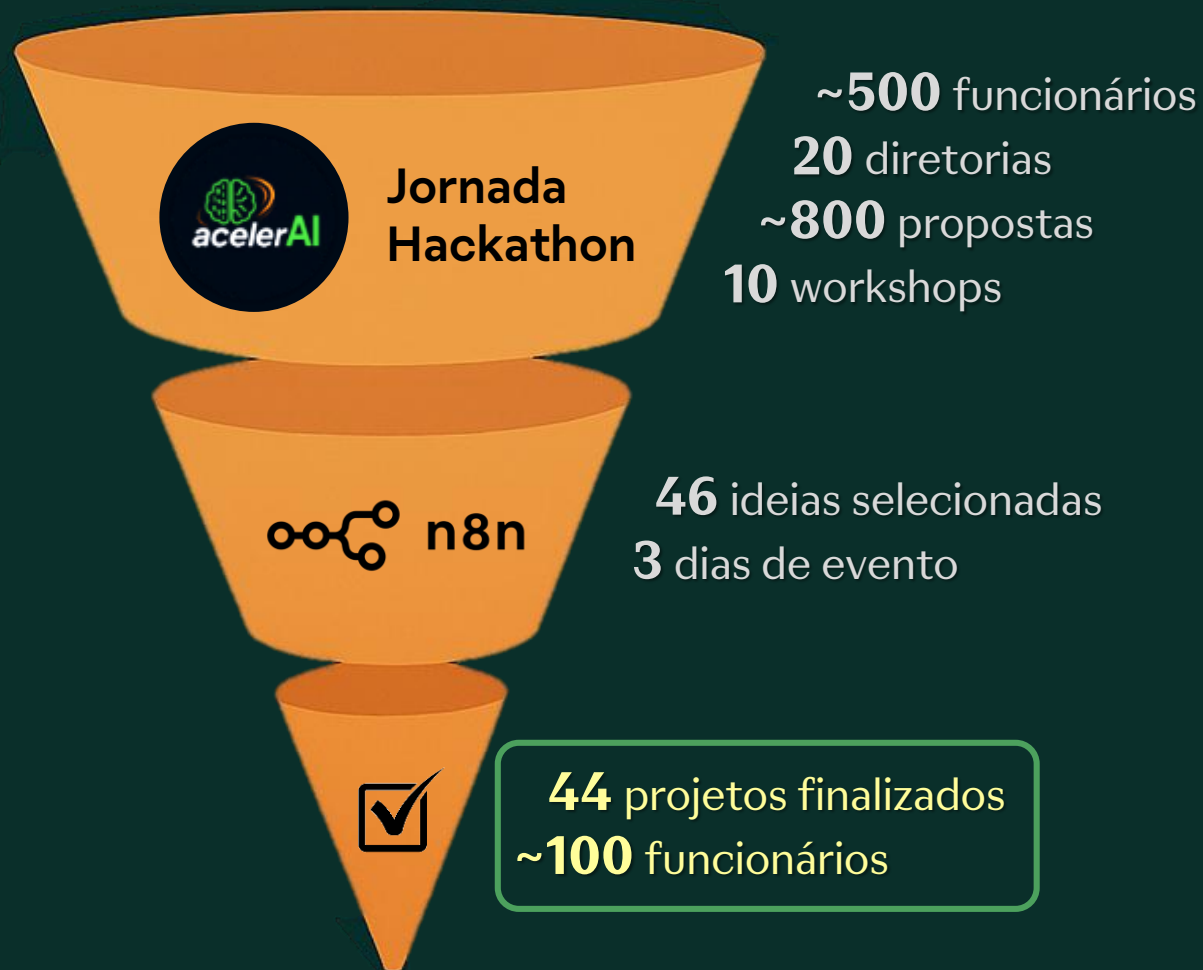 ~500 funcionários
20 diretorias
~800 propostas
10 workshops
acelerAI
Jornada
Hackathon
46 ideias selecionadas
3 dias de evento
n8n
44 projetos finalizados
~100 funcionários